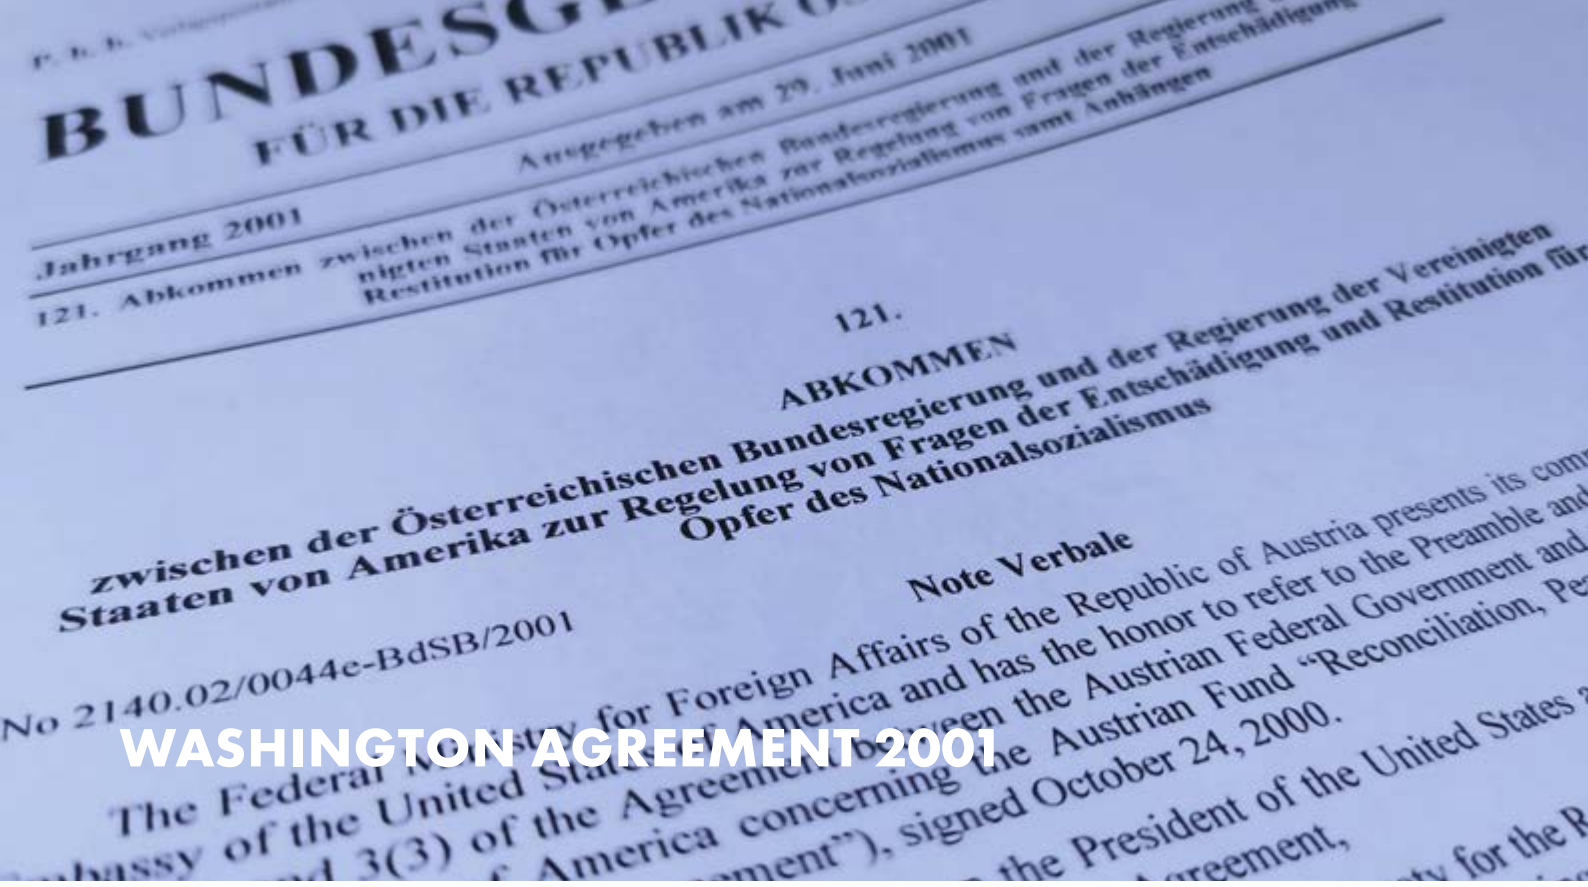 P. b. b.
BUNDESG
FÜR DIE REPUBLIK Ö
Jahrgang 2001
Ausgegeben am 29. Juni 2001
121. Abkommen zwischen der Österreichischen Bundesregierung und der Regierung
nigten Staaten von Amerika zur Regelung von Fragen der Entschädigung
Restitution für Opfer des Nationalsozialismus samt Anhängen
121.
ABKOMMEN
zwischen der Österreichischen Bundesregierung und der Regierung der Vereinigten
Staaten von Amerika zur Regelung von Fragen der Entschädigung und Restitution für
Opfer des Nationalsozialismus
Note Verbale
No 2140.02/0044e-BdSB/2001
The Federal Ministry for Foreign Affairs of the Republic of Austria presents its com
Embassy of the United States of America and has the honor to refer to the Preamble and
nd 3(3) of the Agreement between the Austrian Federal Government and
of America concerning the Austrian Fund “Reconciliation, Pe
ement”), signed October 24, 2000.
the President of the United States a
Agreement,
ty for the R
WASHINGTON AGREEMENT 2001